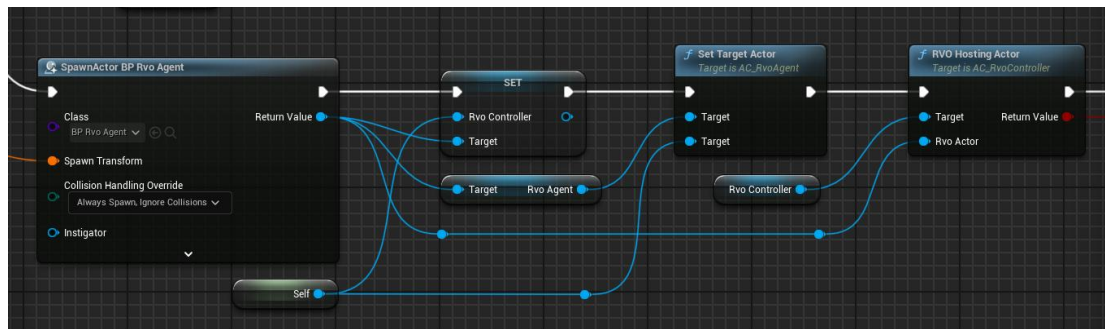 SpawnActor BP Rvo Agent
Class
BP Rvo Agent
Return Value
Spawn Transform
Collision Handling Override
Always Spawn, Ignore Collisions
Instigator
Self
SET
Rvo Controller
Target
Target Rvo Agent
f Set Target Actor
Target is AC_RvoAgent
Target
Target
Rvo Controller
f RVO Hosting Actor
Target is AC_RvoController
Target Return Value
Rvo Actor